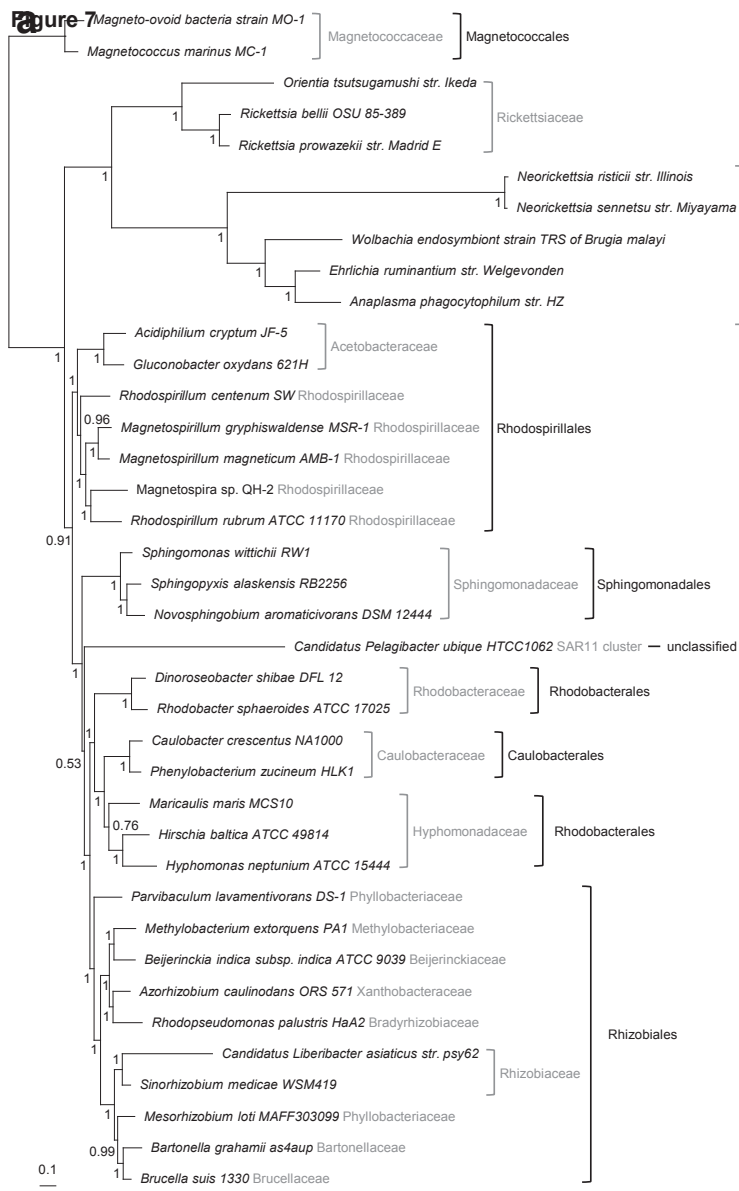 Figure 7
a
Magneto-ovoid bacteria strain MO-1
Magnetococcaceae
Magnetococcales
Magnetococcus marinus MC-1
Orientia tsutsugamushi str. Ikeda
1
Rickettsia bellii OSU 85-389
Rickettsiaceae
1
Rickettsia prowazekii str. Madrid E
1
Neorickettsia risticii str. Illinois
1
Neorickettsia sennetsu str. Miyayama
1
Wolbachia endosymbiont strain TRS of Brugia malayi
1
Ehrlichia ruminantium str. Welgevonden
1
Anaplasma phagocytophilum str. HZ
Acidiphilium cryptum JF-5
Acetobacteraceae
1
1
Gluconobacter oxydans 621H
1
Rhodospirillum centenum SW Rhodospirillaceae
0.96
Magnetospirillum gryphiswaldense MSR-1 Rhodospirillaceae
Rhodospirillales
1
Magnetospirillum magneticum AMB-1 Rhodospirillaceae
1
Magnetospira sp. QH-2 Rhodospirillaceae
1
Rhodospirillum rubrum ATCC 11170 Rhodospirillaceae
0.91
Sphingomonas wittichii RW1
1
Sphingopyxis alaskensis RB2256
Sphingomonadaceae
Sphingomonadales
1
Novosphingobium aromaticivorans DSM 12444
Candidatus Pelagibacter ubique HTCC1062 SAR11 cluster
unclassified
1
Dinoroseobacter shibae DFL 12
Rhodobacteraceae
Rhodobacterales
1
Rhodobacter sphaeroides ATCC 17025
1
Caulobacter crescentus NA1000
Caulobacteraceae
Caulobacterales
0.53
1
Phenylobacterium zucineum HLK1
1
Maricaulis maris MCS10
0.76
Hirschia baltica ATCC 49814
Hyphomonadaceae
Rhodobacterales
1
1
Hyphomonas neptunium ATCC 15444
Parvibaculum lavamentivorans DS-1 Phyllobacteriaceae
1
Methylobacterium extorquens PA1 Methylobacteriaceae
Beijerinckia indica subsp. indica ATCC 9039 Beijerinckiaceae
1
1
Azorhizobium caulinodans ORS 571 Xanthobacteraceae
1
Rhodopseudomonas palustris HaA2 Bradyrhizobiaceae
Rhizobiales
1
Candidatus Liberibacter asiaticus str. psy62
1
Rhizobiaceae
Sinorhizobium medicae WSM419
1
Mesorhizobium loti MAFF303099 Phyllobacteriaceae
0.99
Bartonella grahamii as4aup Bartonellaceae
1
Brucella suis 1330 Brucellaceae
0.1